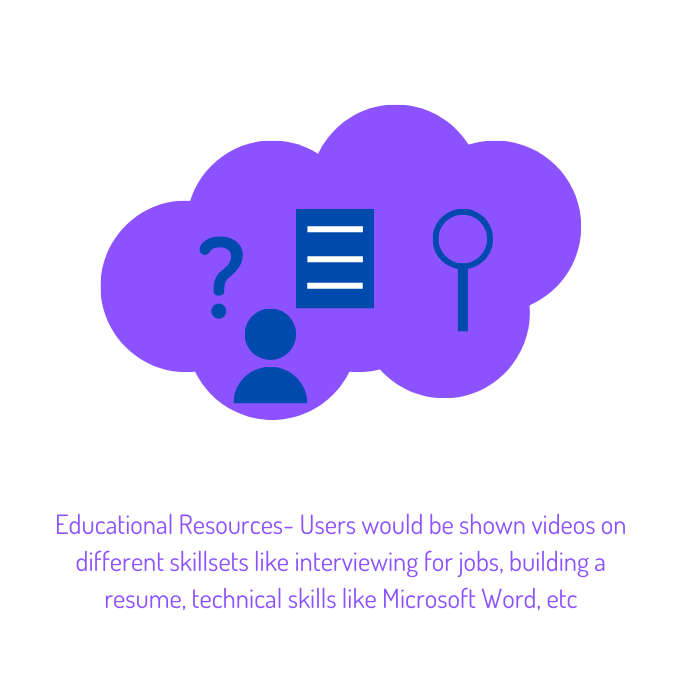 ?
Educational Resources- Users would be shown videos on
different skillsets like interviewing for jobs, building a
resume, technical skills like Microsoft Word, etc